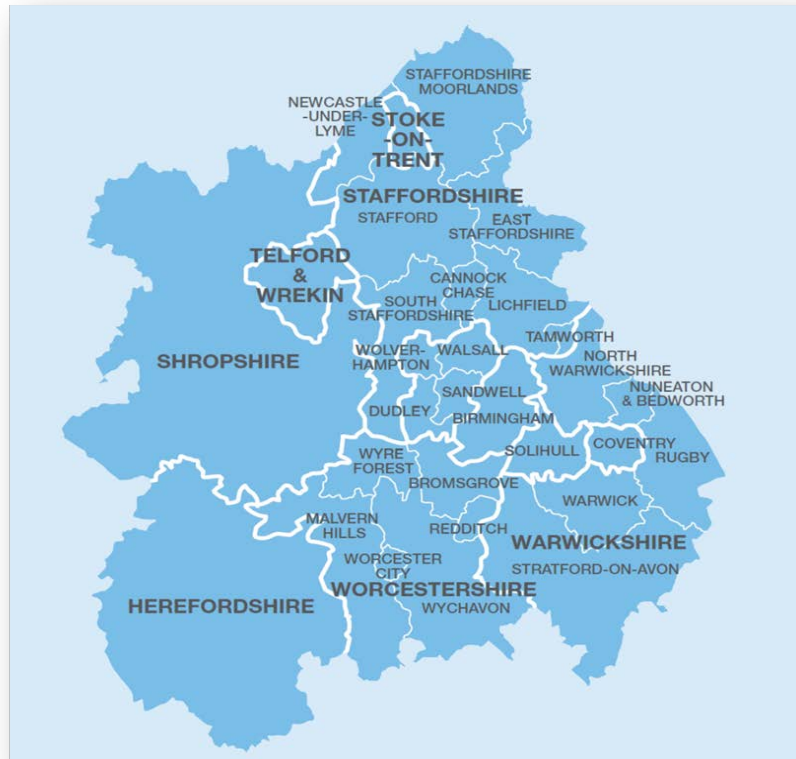 STAFFORDSHIRE
MOORLANDS
NEWCASTLE
-UNDER-
LYME
STOKE
-ON-
TRENT
STAFFORDSHIRE
STAFFORD
EAST
STAFFORDSHIRE
TELFORD
&
WREKIN
CANNOCK
CHASE
SOUTH
STAFFORDSHIRE
LICHFIELD
TAMWORTH
SHROPSHIRE
WOLVER-
HAMPTON
WALSALL
NORTH
WARWICKSHIRE
NUNEATON
& BEDWORTH
SANDWELL
DUDLEY
BIRMINGHAM
SOLIHULL
COVENTRY
RUGBY
WYRE
FOREST
BROMSGROVE
WARWICK
MALVERN
HILLS
REDDITCH
WARWICKSHIRE
WORCESTER
CITY
STRATFORD-ON-AVON
WORCESTERSHIRE
HEREFORDSHIRE
WYCHAVON